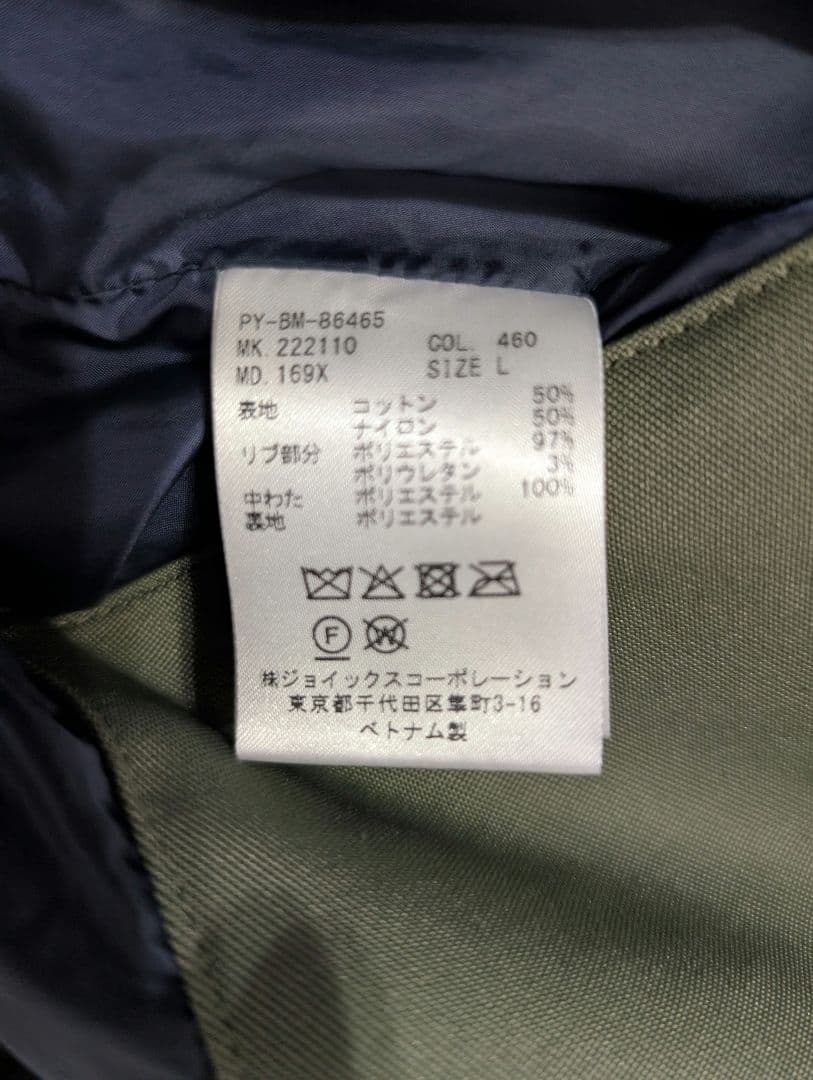 PY-BM-86465
MK. 222110 COL. 460
MD. 169X SIZE L
表地 コットン 50%
ナイロン 50%
リブ部分 ポリエステル 97%
ポリウレタン 3%
中わた ポリエステル 100%
裏地 ポリエステル
F
W
株ジョイックスコーポレーション
東京都千代田区隼町3-16
ベトナム製